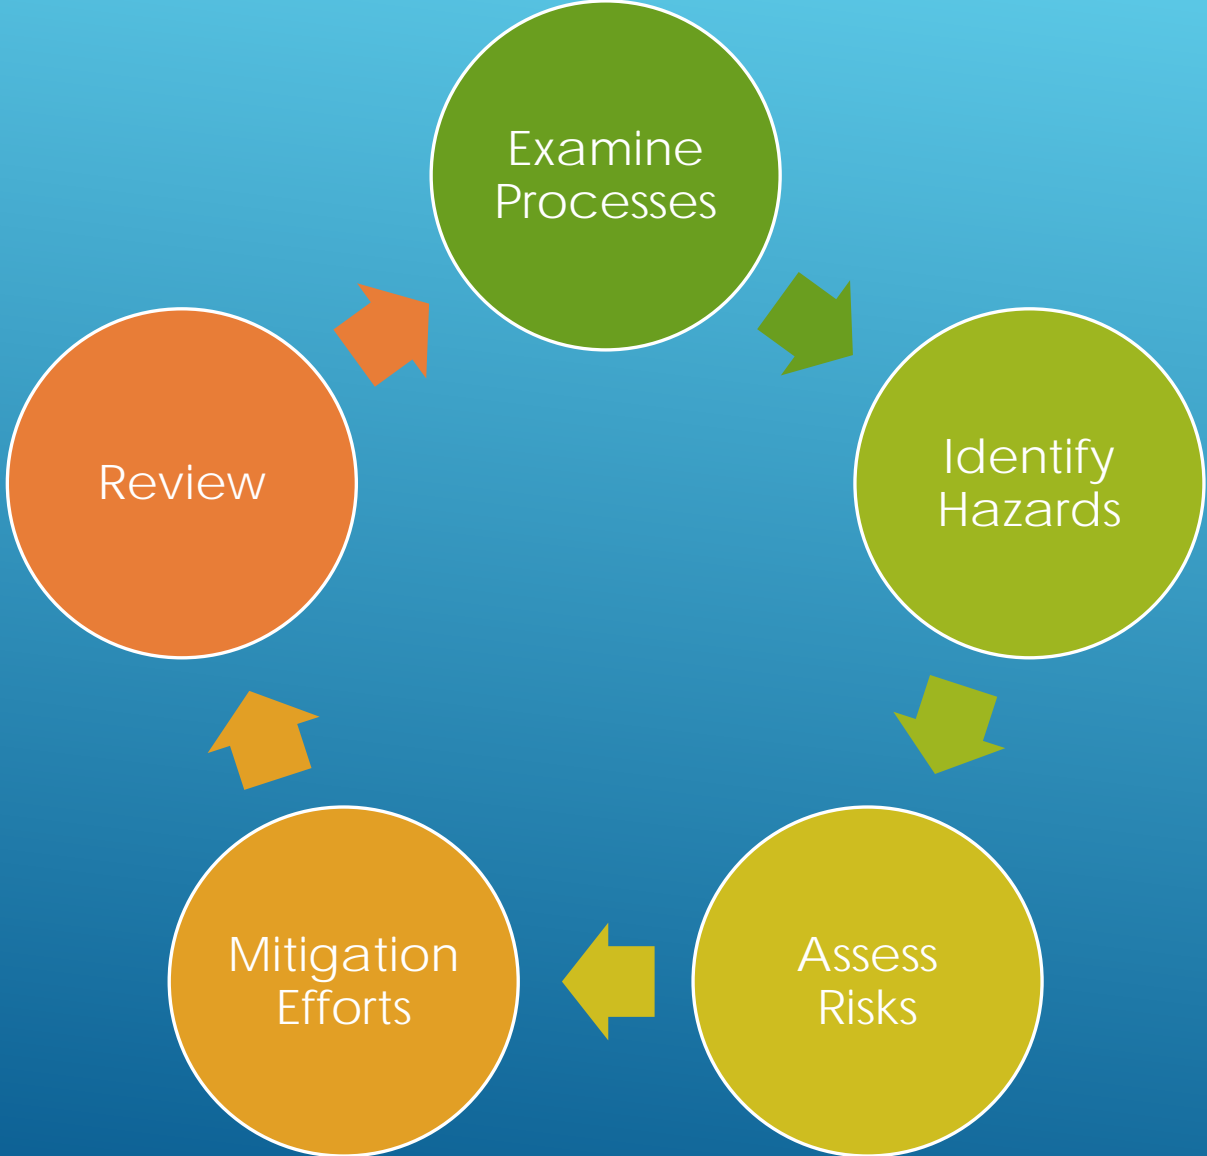 Examine
Processes
Identify
Hazards
Assess
Risks
Mitigation
Efforts
Review